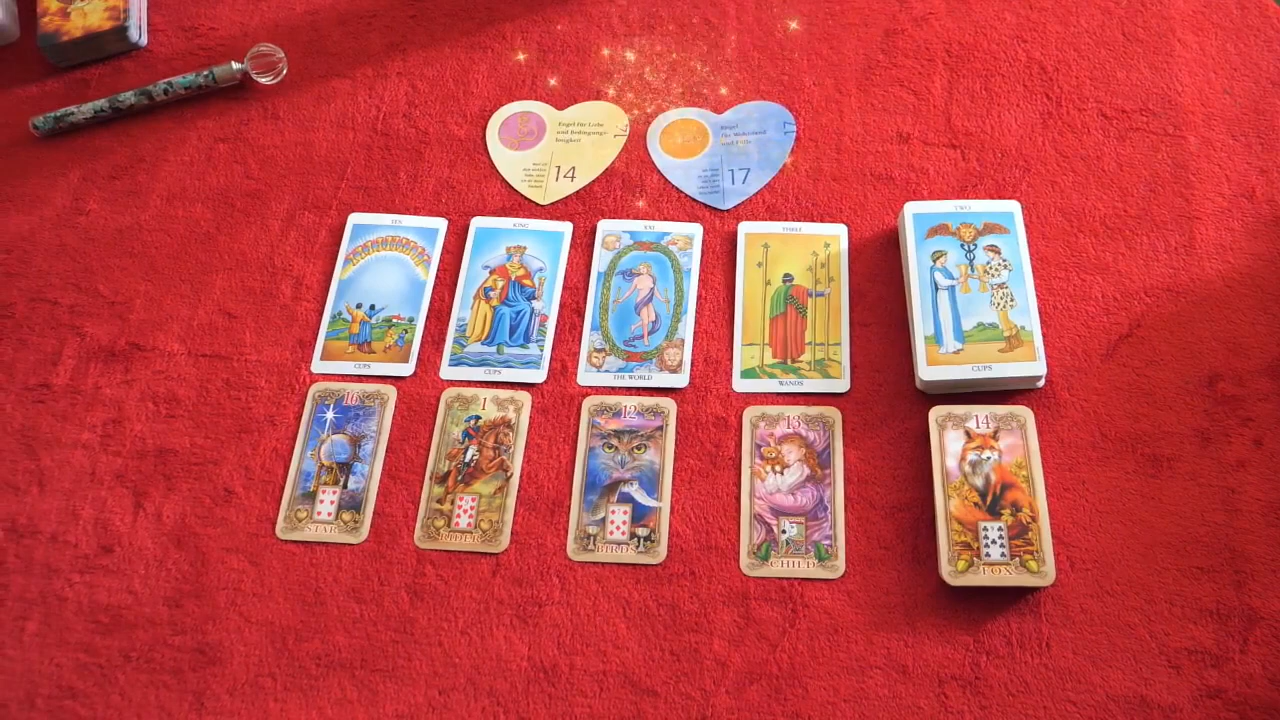 Engel für Liebe
und Bedingungs-
losigkeit
14
14
Engel
für Wohlstand
und Fülle
17
17
TEN
CUPS
KING
CUPS
XXI
THE WORLD
THREE
WANDS
TWO
CUPS
16
STAR
1
RIDER
12
BIRDS
13
CHILD
14
9
FOX